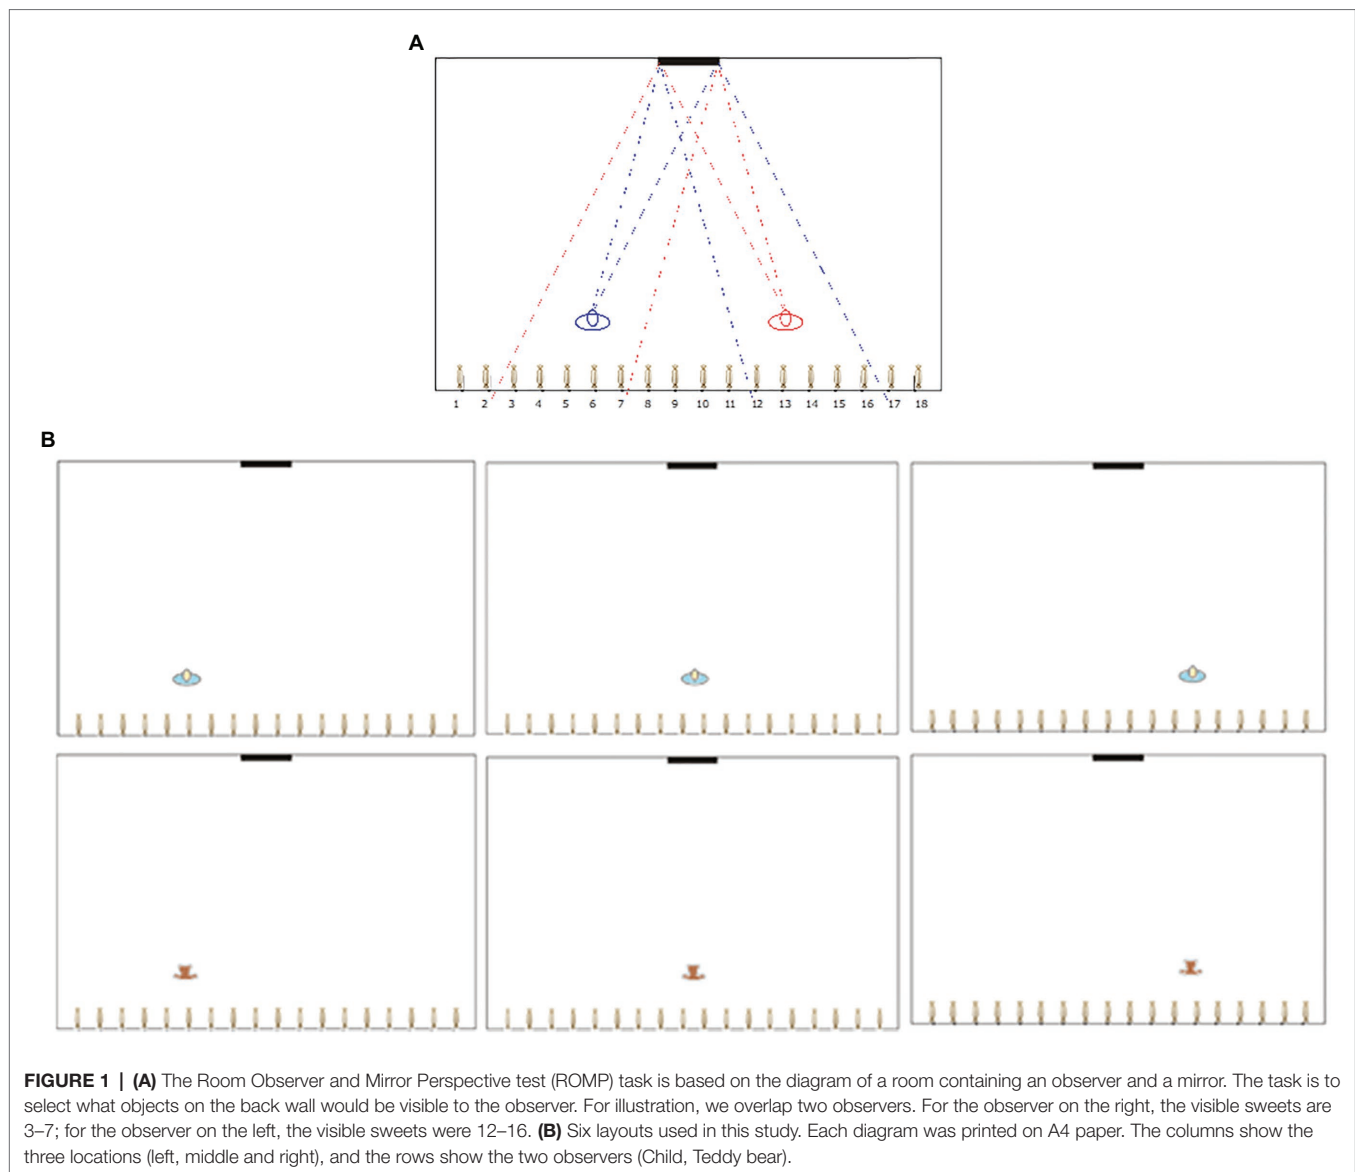 A
1 2 3 4 5 6 7 8 9 10 11 12 13 14 15 16 17 18
B
FIGURE 1 | (A) The Room Observer and Mirror Perspective test (ROMP) task is based on the diagram of a room containing an observer and a mirror. The task is to
select what objects on the back wall would be visible to the observer. For illustration, we overlap two observers. For the observer on the right, the visible sweets are
3–7; for the observer on the left, the visible sweets were 12–16. (B) Six layouts used in this study. Each diagram was printed on A4 paper. The columns show the
three locations (left, middle and right), and the rows show the two observers (Child, Teddy bear).